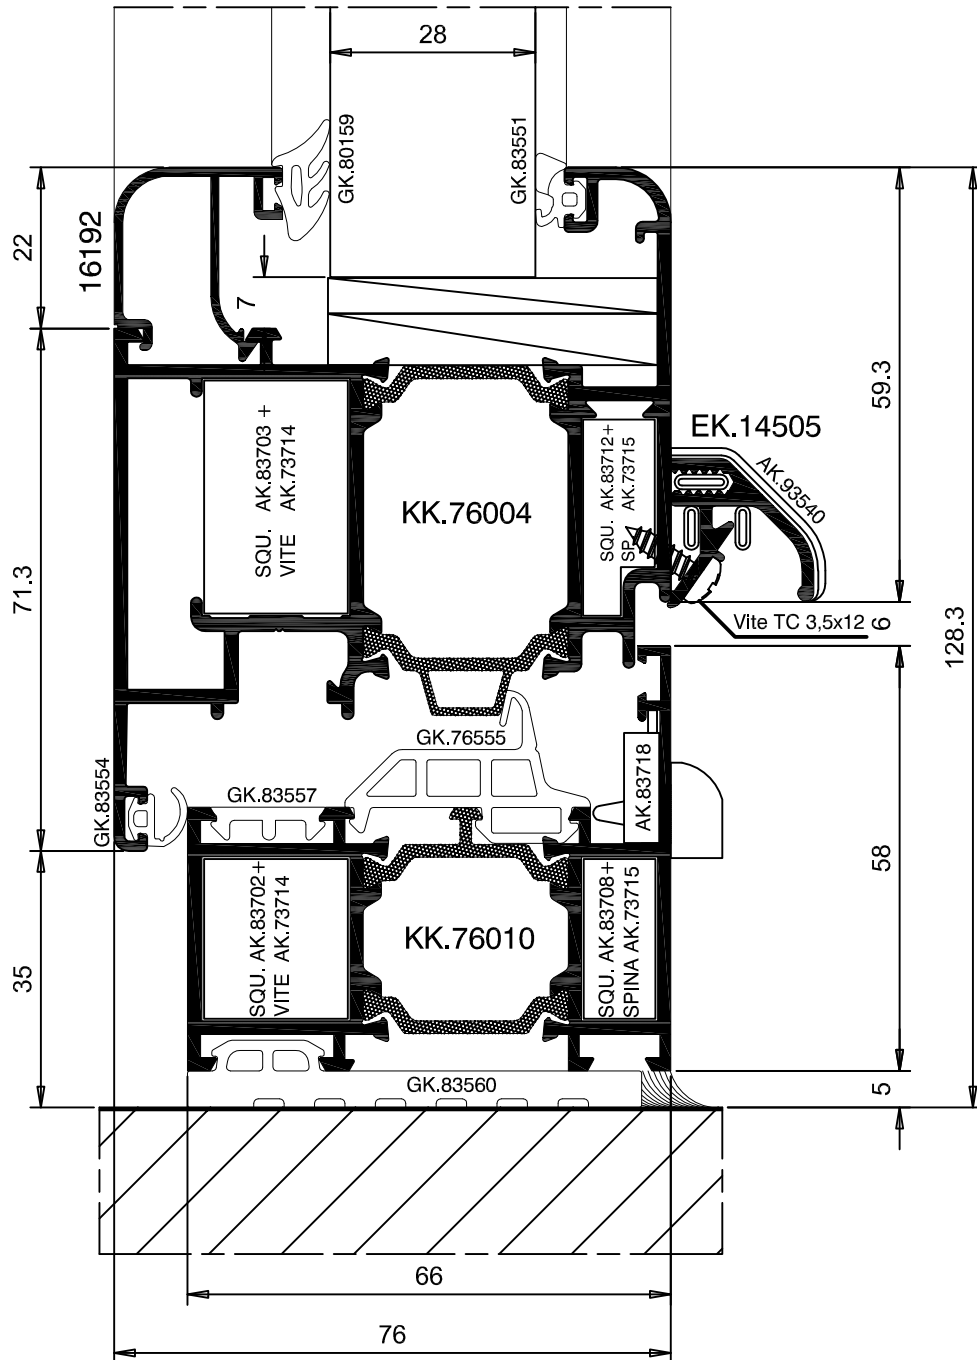 28
GK.80159
GK.83551
22
16192
7
59.3
EK.14505
AK.93540
SQU. AK.83703 +
VITE AK.73714
KK.76004
SQU. AK.83712+
SP. AK.73715
71.3
Vite TC 3,5x12
6
128.3
GK.76555
GK.83554
GK.83557
AK.83718
58
SQU. AK.83702+
VITE AK.73714
KK.76010
SQU. AK.83708+
SPINA AK.73715
35
GK.83560
5
66
76